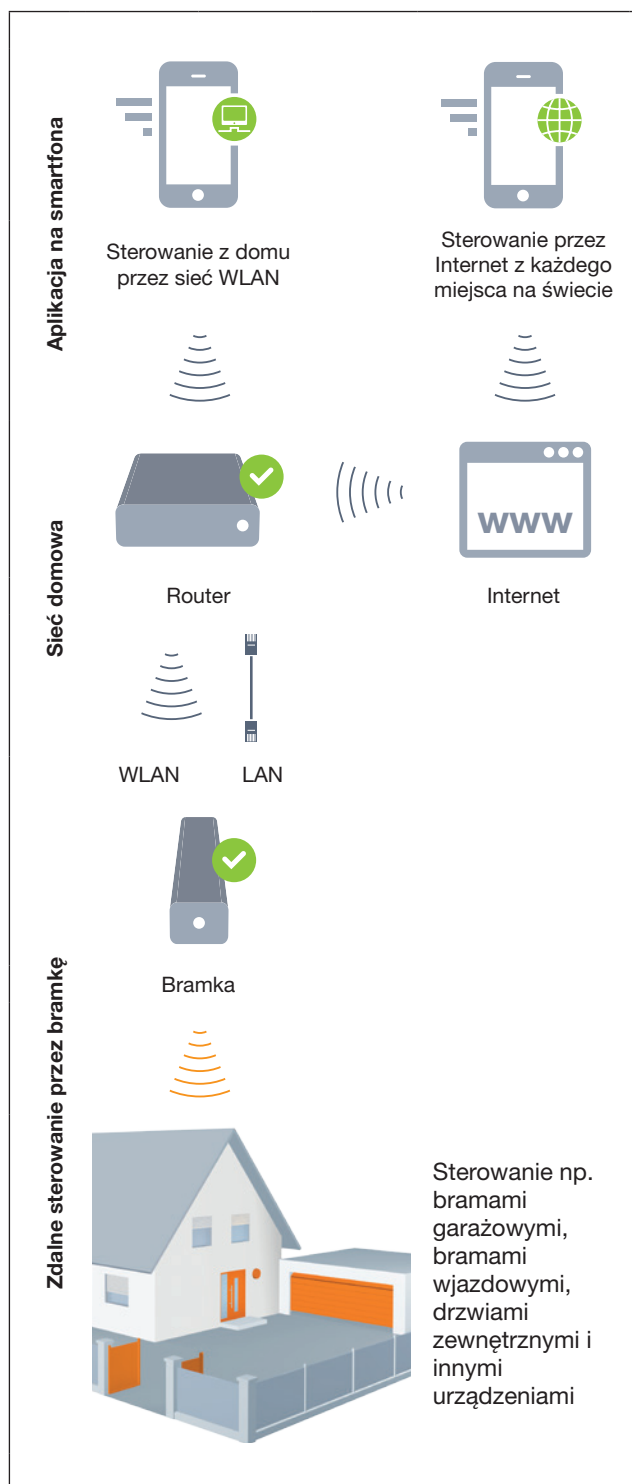 Aplikacja na smartfona
Sterowanie z domu
przez sieć WLAN
Sterowanie przez
Internet z każdego
miejsca na świecie
Sieć domowa
www
Router
Internet
WLAN
LAN
Zdalne sterowanie przez bramkę
Bramka
Sterowanie np.
bramami
garażowymi,
bramami
wjazdowymi,
drzwiami
zewnętrznymi i
innymi
urządzeniami